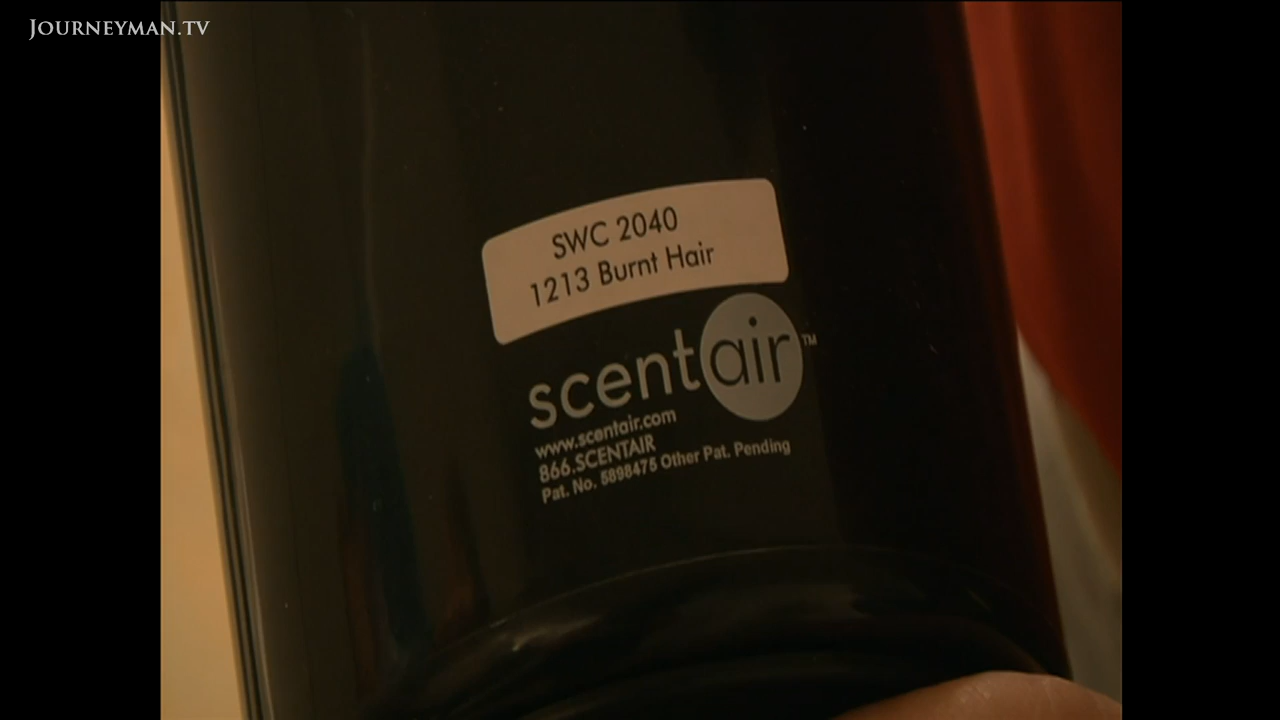 JOURNEYMAN.TV
SWC 2040
1213 Burnt Hair
scentair™
www.scentair.com
866.SCENTAIR
Pat. No. 5898475 Other Pat. Pending